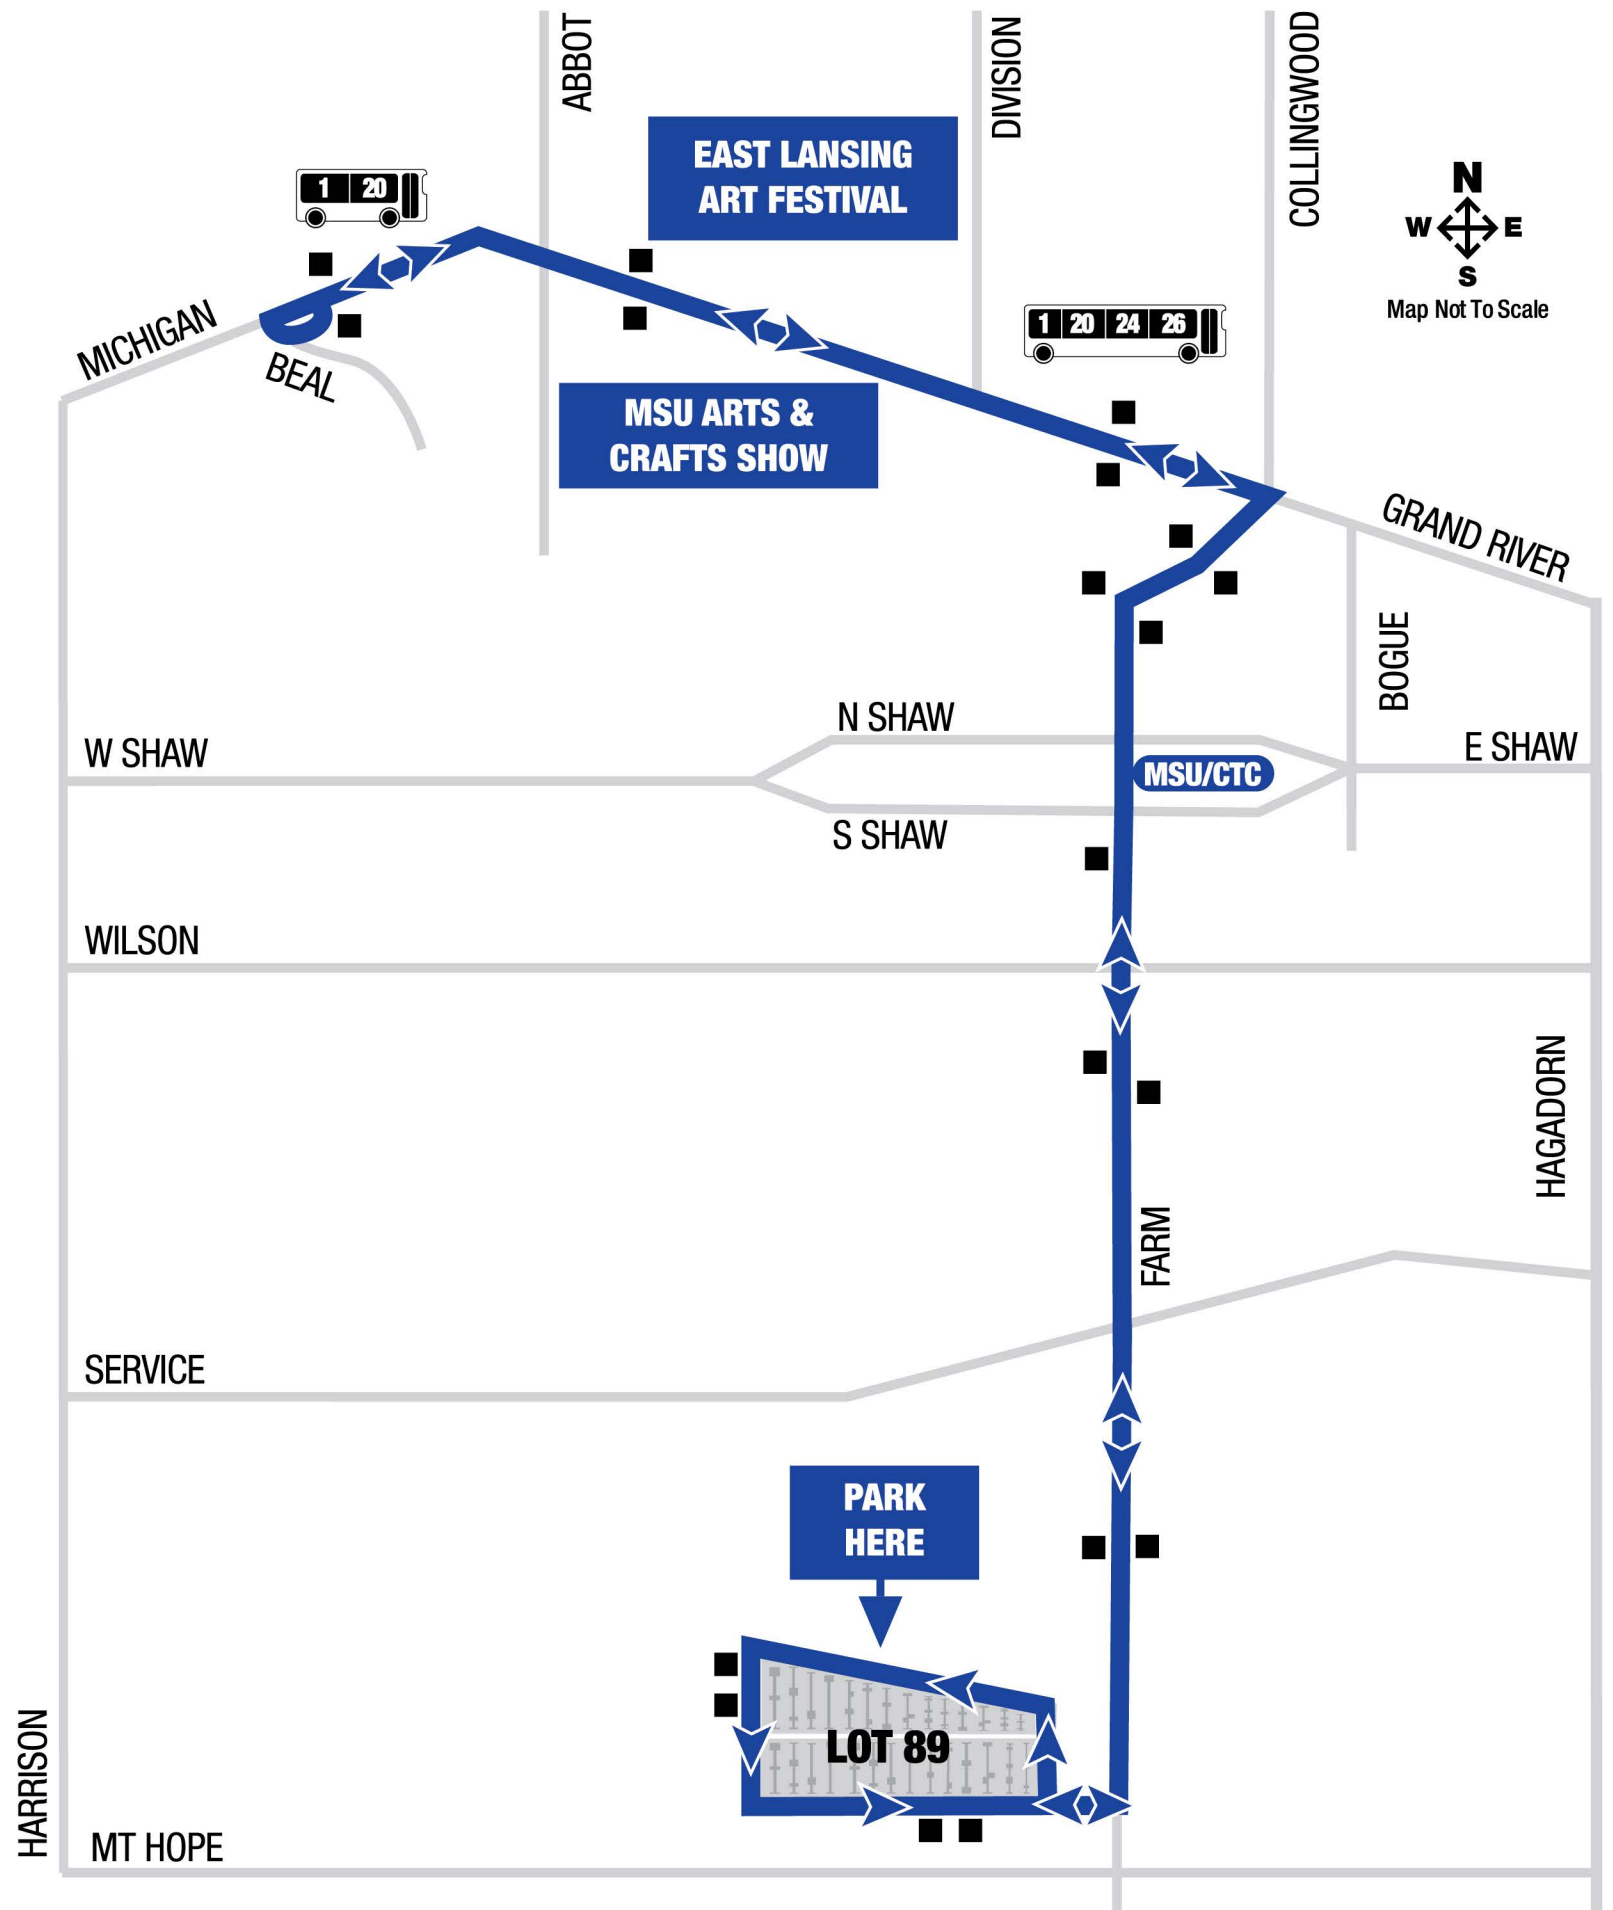 ABBOT
DIVISION
COLLINGWOOD
EAST LANSING
ART FESTIVAL
1 20
N
W E
S
Map Not To Scale
1 20 24 26
MICHIGAN
BEAL
MSU ARTS &
CRAFTS SHOW
GRAND RIVER
BOGUE
N SHAW
W SHAW
E SHAW
MSU/CTC
S SHAW
WILSON
HAGADORN
FARM
SERVICE
PARK
HERE
LOT 89
HARRISON
MT HOPE